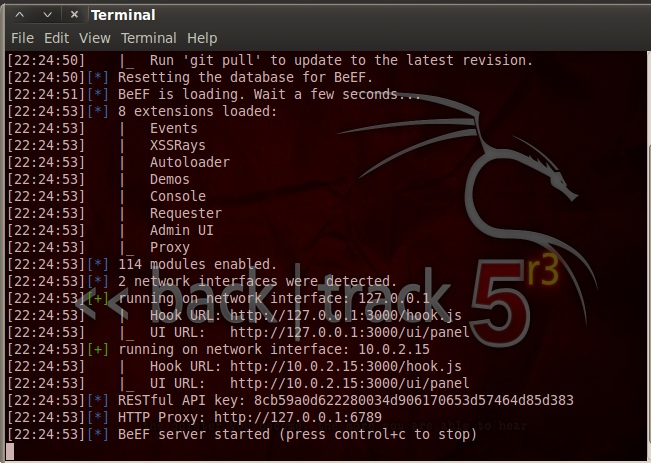 Terminal
File Edit View Terminal Help
[22:24:50]    |_  Run 'git pull' to update to the latest revision.
[22:24:50][*] Resetting the database for BeEF.
[22:24:51][*] BeEF is loading. Wait a few seconds...
[22:24:53][*] 8 extensions loaded:
[22:24:53]    |   Events
[22:24:53]    |   XSSRays
[22:24:53]    |   Autoloader
[22:24:53]    |   Demos
[22:24:53]    |   Console
[22:24:53]    |   Requester
[22:24:53]    |   Admin UI
[22:24:53]    |_  Proxy
[22:24:53][*] 114 modules enabled.
[22:24:53][*] 2 network interfaces were detected.
[22:24:53][+] running on network interface: 127.0.0.1
[22:24:53]    |   Hook URL: http://127.0.0.1:3000/hook.js
[22:24:53]    |_  UI URL:   http://127.0.0.1:3000/ui/panel
[22:24:53][+] running on network interface: 10.0.2.15
[22:24:53]    |   Hook URL: http://10.0.2.15:3000/hook.js
[22:24:53]    |_  UI URL:   http://10.0.2.15:3000/ui/panel
[22:24:53][*] RESTful API key: 8cb59a0d622280034d906170653d57464d85d383
[22:24:53][*] HTTP Proxy: http://127.0.0.1:6789
[22:24:53][*] BeEF server started (press control+c to stop)
<< back | track 5 r3